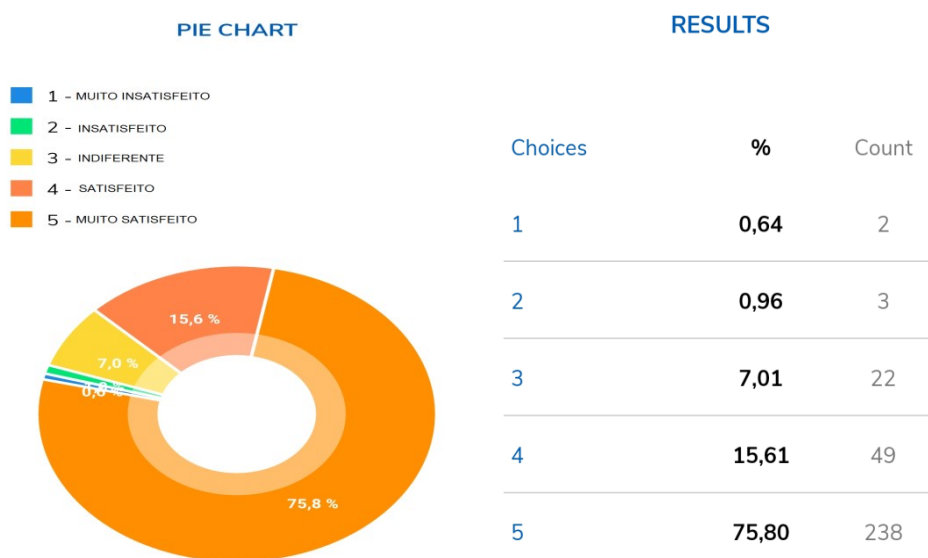 PIE CHART
1 - MUITO INSATISFEITO
2 - INSATISFEITO
3 - INDIFERENTE
4 - SATISFEITO
5 - MUITO SATISFEITO
15,6 %
7,0 %
0,6 %
75,8 %
RESULTS
Choices % Count
1 0,64 2
2 0,96 3
3 7,01 22
4 15,61 49
5 75,80 238